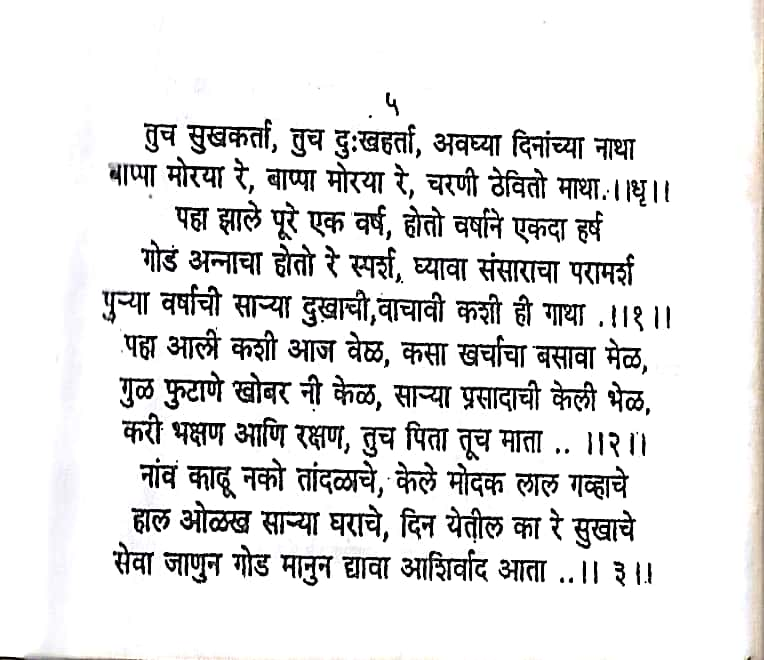 ५
तुच सुखकर्ता, तुच दुःखहर्ता, अवघ्या दिनांच्या नाथा
बाप्पा मोरया रे, बाप्पा मोरया रे, चरणी ठेवितो माथा.।।धृ।।
पहा झाले पूरे एक वर्ष, होतो वर्षाने एकदा हर्ष
गोडं अन्नाचा होतो रे स्पर्श, घ्यावा संसाराचा परामर्श
पुऱ्या वर्षाची साऱ्या दुखाची,वाचावी कशी ही गाथा .।।१।।
पहा आली कशी आज वेळ, कसा खर्चाचा बसावा मेळ,
गुळ फुटाणे खोबर नी केळ, साऱ्या प्रसादाची केली भेळ,
करी भक्षण आणि रक्षण, तुच पिता तूच माता .. ।।२।।
नांव काढू नको तांदळाचे, केले मोदक लाल गव्हाचे
हाल ओळख साऱ्या घराचे, दिन येतील का रे सुखाचे
सेवा जाणुन गोड मानुन द्यावा आशिर्वाद आता ..।। ३।।